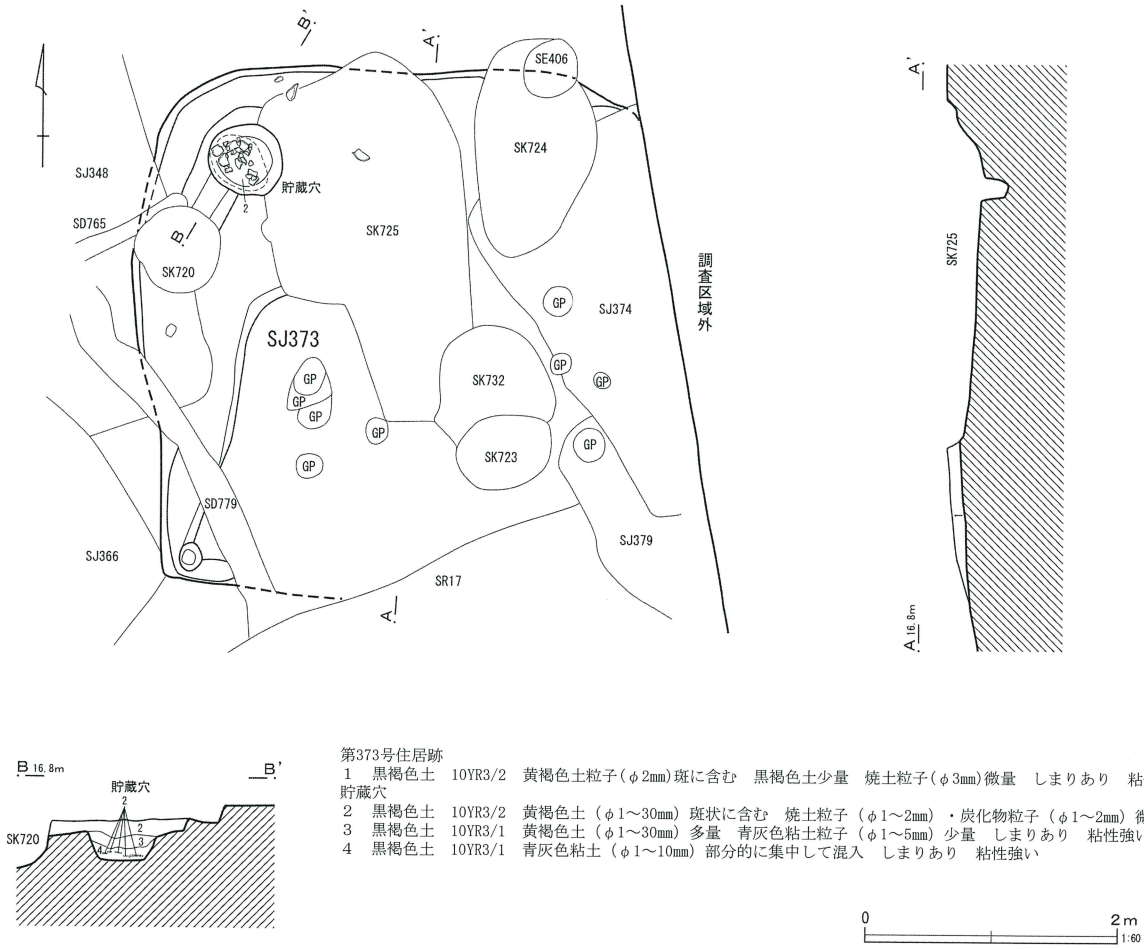 B'
A'
SE406
SJ348
SK724
貯蔵穴
2
SD765
B
SK725
SK720
調査区域外
GP
SJ374
SJ373
GP
GP
GP
SK732
GP
GP
GP
GP
SK723
GP
SD779
SJ366
SJ379
SR17
A
A'
SK725
1
A 16.8m
B 16.8m
B'
貯蔵穴
2
2
3
4
SK720
第373号住居跡
1 黒褐色土 10YR3/2 黄褐色土粒子(φ2㎜)斑に含む 黒褐色土少量 焼土粒子(φ3㎜)微量 しまりあり 粘
貯蔵穴
2 黒褐色土 10YR3/2 黄褐色土(φ1～30㎜)斑状に含む 焼土粒子(φ1～2㎜)・炭化物粒子(φ1～2㎜)
3 黒褐色土 10YR3/1 黄褐色土(φ1～30㎜)多量 青灰色粘土粒子(φ1～5㎜)少量 しまりあり 粘性強い
4 黒褐色土 10YR3/1 青灰色粘土(φ1～10㎜)部分的に集中して混入 しまりあり 粘性強い
0 2m
1:60